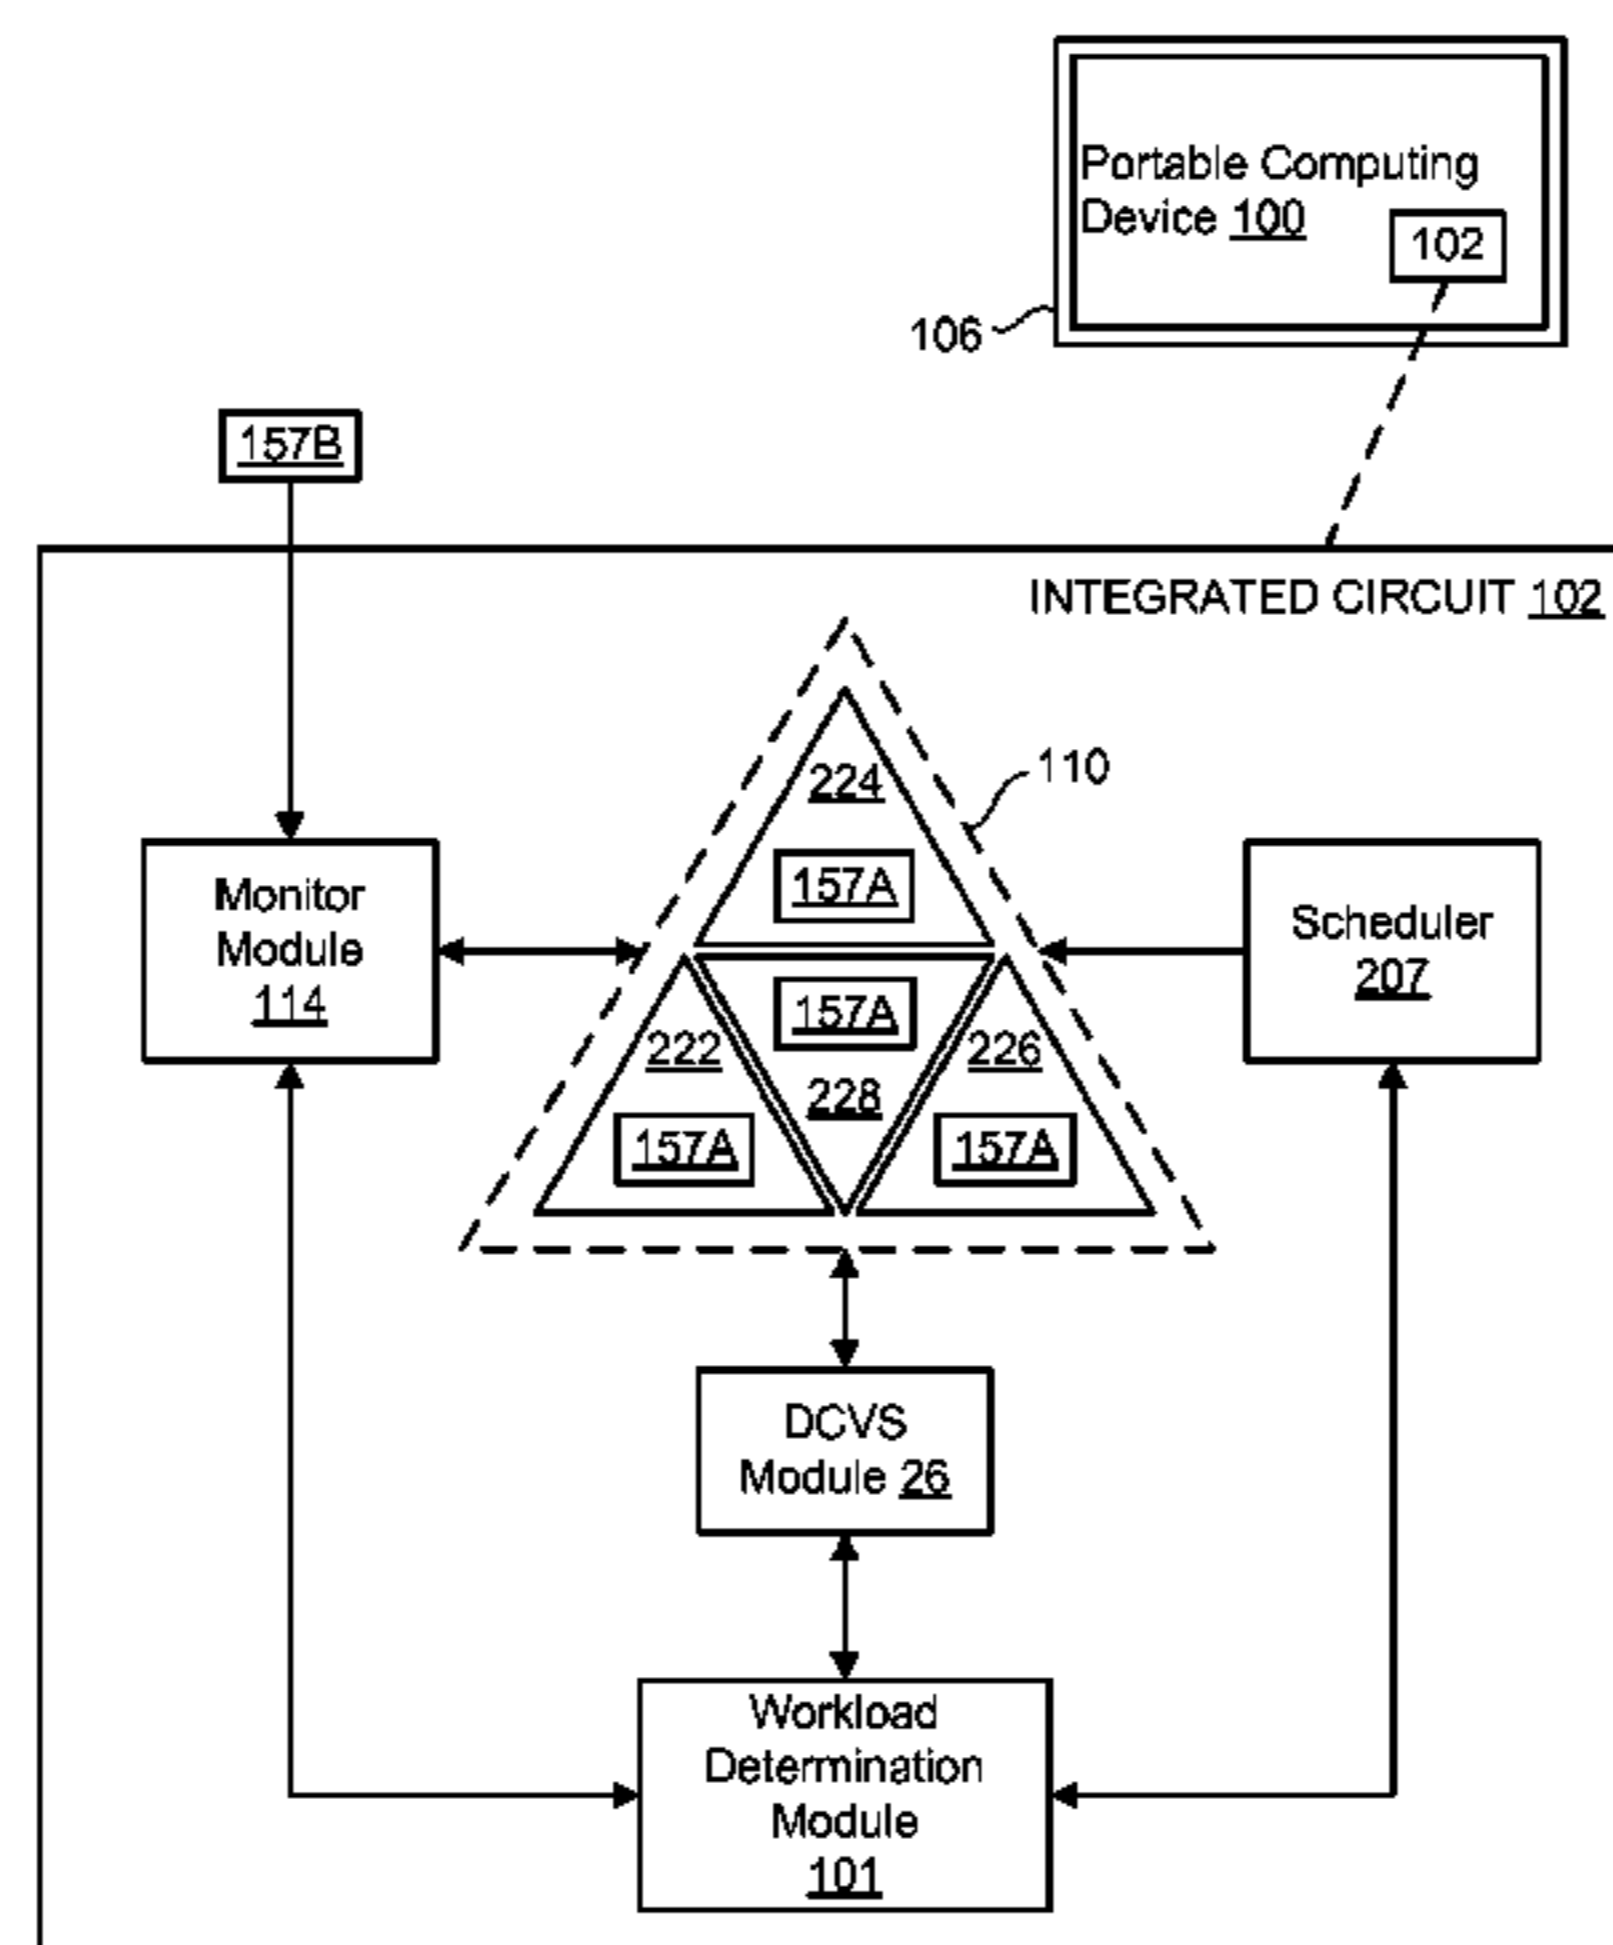 Portable Computing
Device 100
102
106
157B
INTEGRATED CIRCUIT 102
110
224
157A
Monitor
Module
114
Scheduler
207
157A
222
226
228
157A
157A
DCVS
Module 26
Workload
Determination
Module
101